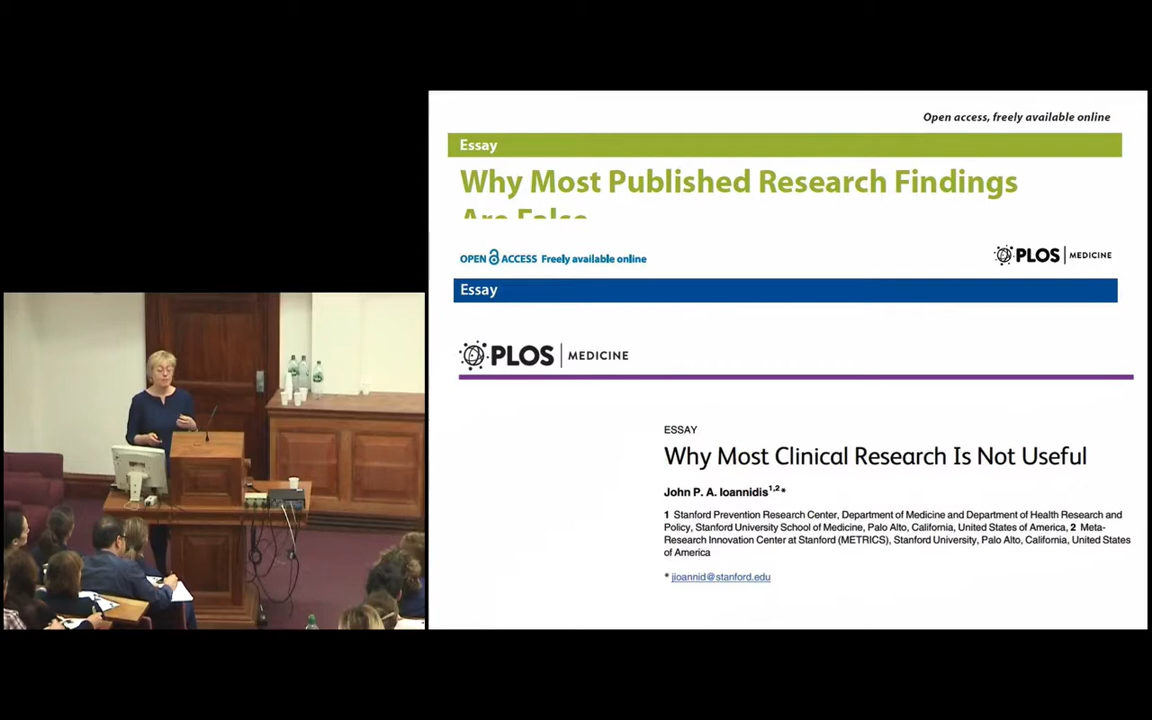 Open access, freely available online
Essay
Why Most Published Research Findings
Are False
OPEN ACCESS Freely available online
PLOS MEDICINE
Essay
PLOS MEDICINE
ESSAY
Why Most Clinical Research Is Not Useful
John P. A. Ioannidis1,2*
1 Stanford Prevention Research Center, Department of Medicine and Department of Health Research and
Policy, Stanford University School of Medicine, Palo Alto, California, United States of America, 2 Meta-
Research Innovation Center at Stanford (METRICS), Stanford University, Palo Alto, California, United States
of America
* jioannid@stanford.edu